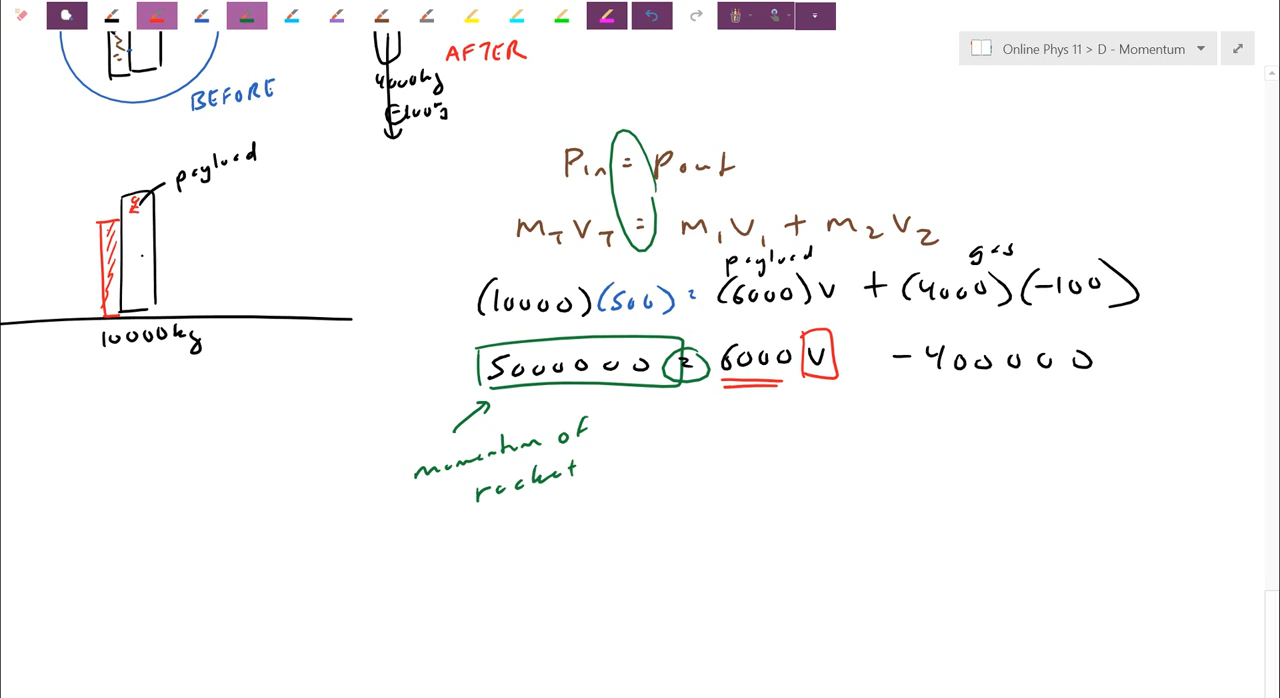 Online Phys 11 > D - Momentum
AFTER
4000kg
BEFORE
payload
Pin = Pout
mTvT = m1v1 + m2v2
payload gas
(10000)(500) = (6000)v + (4000)(-100)
10000kg
5000000 = 6000 v - 400000
momentum of
rocket